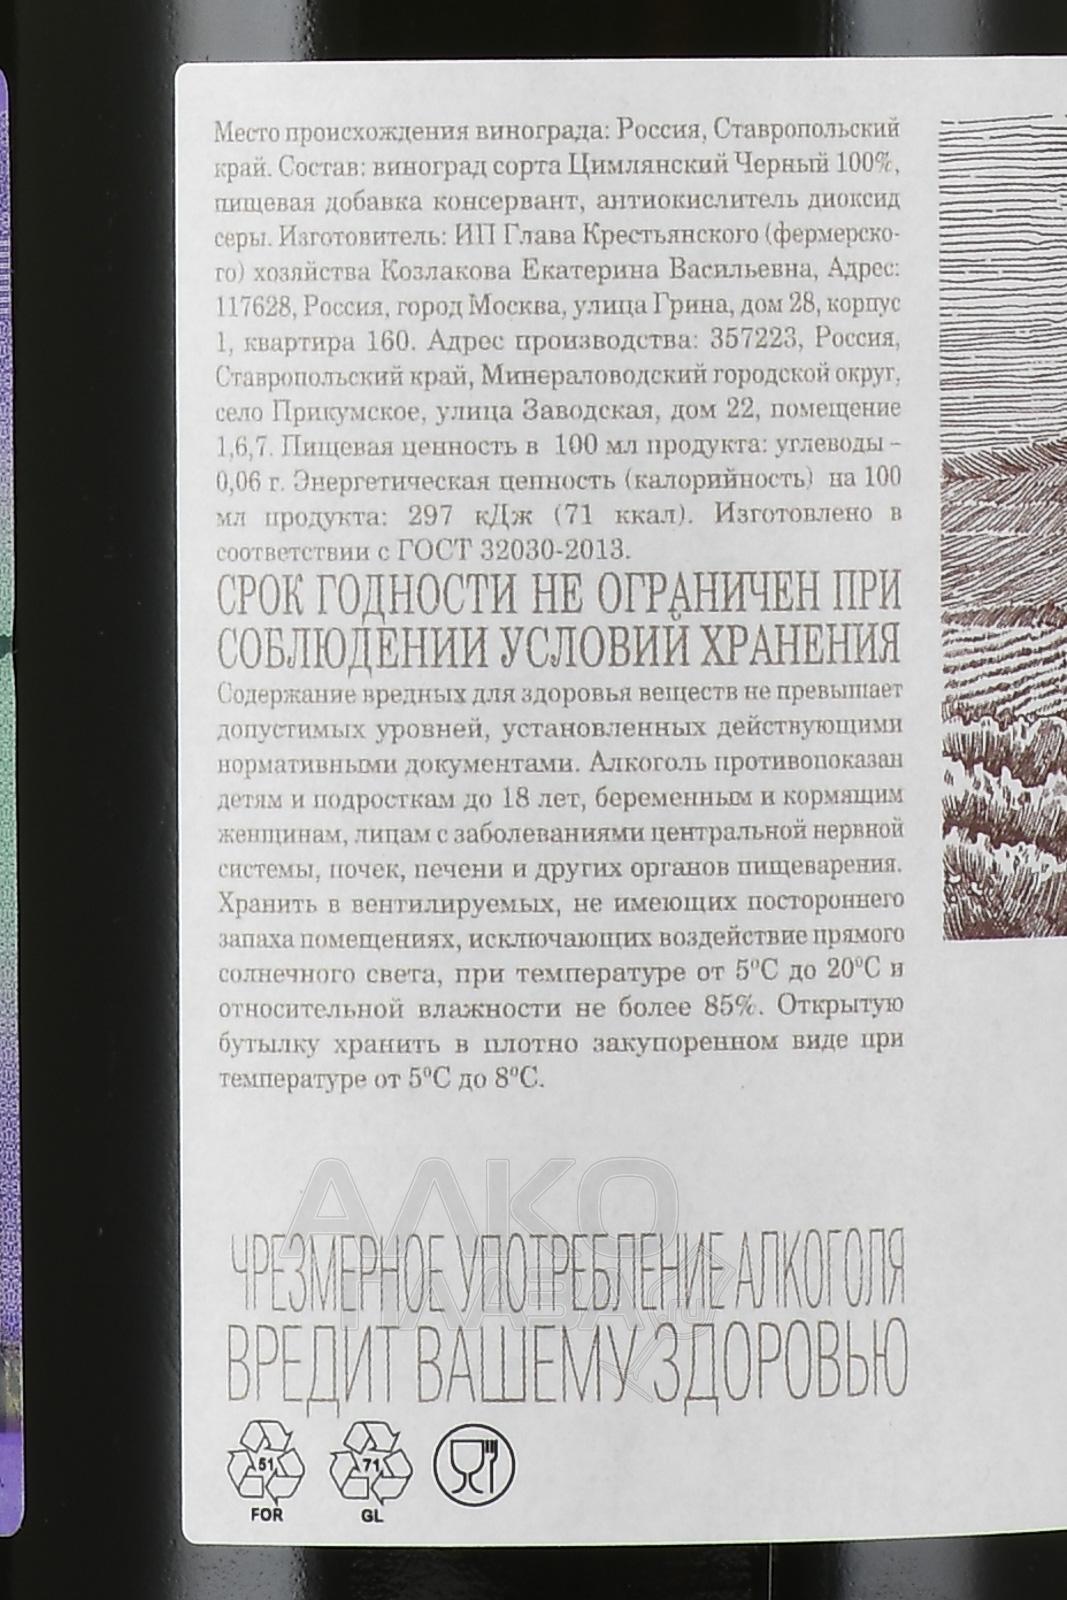 Место происхождения винограда: Россия, Ставропольский
край. Состав: виноград сорта Цимлянский Черный 100%,
пищевая добавка консервант, антиокислитель диоксид
серы. Изготовитель: ИП Глава Крестьянского (фермерско-
го) хозяйства Козлакова Екатерина Васильевна, Адрес:
117628, Россия, город Москва, улица Грина, дом 28, корпус
1, квартира 160. Адрес производства: 357223, Россия,
Ставропольский край, Минераловодский городской округ,
село Прикумское, улица Заводская, дом 22, помещение
1,6,7. Пищевая ценность в 100 мл продукта: углеводы –
0,06 г. Энергетическая ценность (калорийность) на 100
мл продукта: 297 кДж (71 ккал). Изготовлено в
соответствии с ГОСТ 32030-2013.
СРОК ГОДНОСТИ НЕ ОГРАНИЧЕН ПРИ
СОБЛЮДЕНИИ УСЛОВИЙ ХРАНЕНИЯ
Содержание вредных для здоровья веществ не превышает
допустимых уровней, установленных действующими
нормативными документами. Алкоголь противопоказан
детям и подросткам до 18 лет, беременным и кормящим
женщинам, лицам с заболеваниями центральной нервной
системы, почек, печени и других органов пищеварения.
Хранить в вентилируемых, не имеющих постороннего
запаха помещениях, исключающих воздействие прямого
солнечного света, при температуре от 5°С до 20°С и
относительной влажности не более 85%. Открытую
бутылку хранить в плотно закупоренном виде при
температуре от 5°С до 8°С.
АЛКО
ПЛАЗА.ru
ЧРЕЗМЕРНОЕ УПОТРЕБЛЕНИЕ АЛКОГОЛЯ
ВРЕДИТ ВАШЕМУ ЗДОРОВЬЮ
51 71
FOR GL